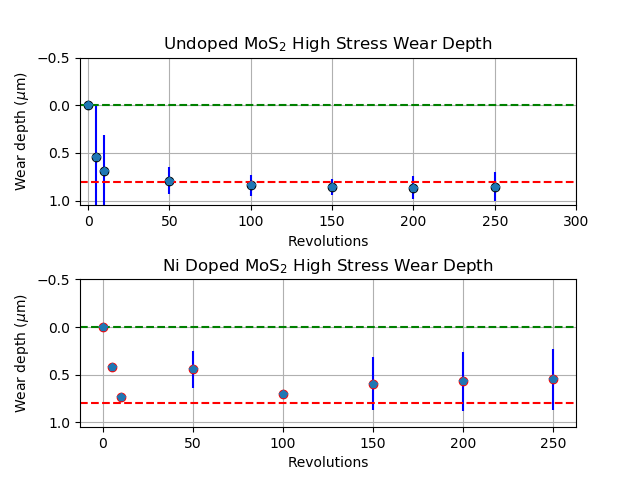 Undoped MoS₂ High Stress Wear Depth
−0.5
0.0
0.5
1.0
Wear depth (μm)
0 50 100 150 200 250 300
Revolutions
Ni Doped MoS₂ High Stress Wear Depth
−0.5
0.0
0.5
1.0
Wear depth (μm)
0 50 100 150 200 250
Revolutions